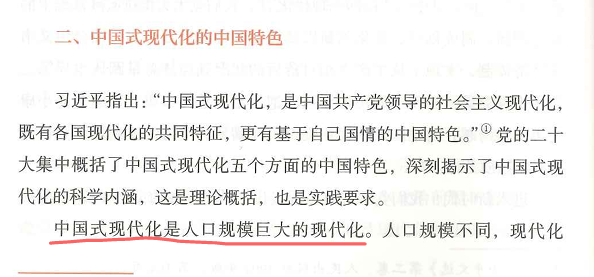 二、中国式现代化的中国特色
习近平指出：“中国式现代化，是中国共产党领导的社会主义现代化，
既有各国现代化的共同特征，更有基于自己国情的中国特色。”①党的二十
大集中概括了中国式现代化五个方面的中国特色，深刻揭示了中国式现
代化的科学内涵，这是理论概括，也是实践要求。
中国式现代化是人口规模巨大的现代化。人口规模不同，现代化